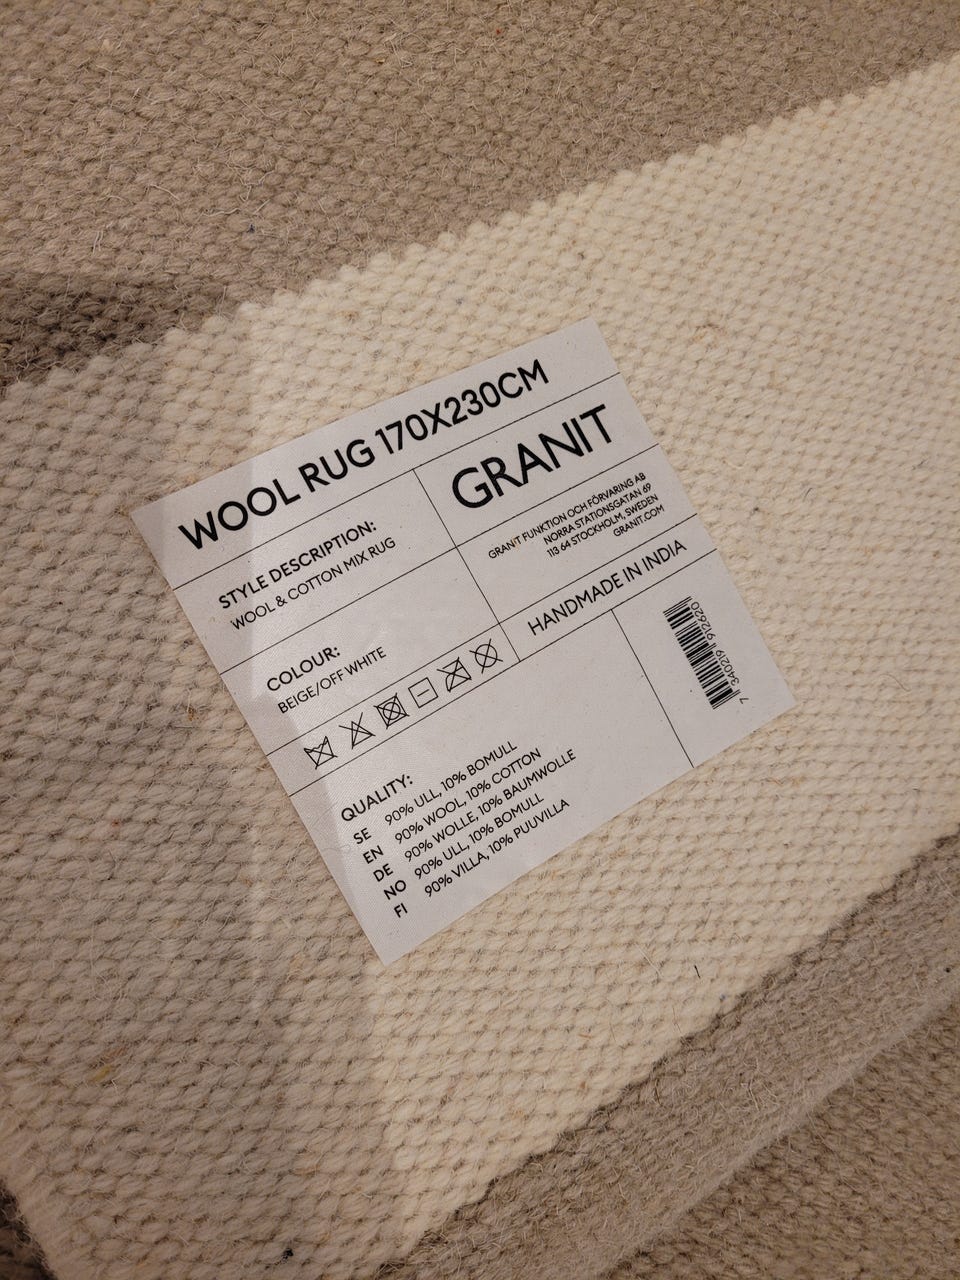 WOOL RUG 170X230CM
STYLE DESCRIPTION:
WOOL & COTTON MIX RUG
GRANIT
GRANIT FUNKTION OCH FÖRVARING AB
NORRA STATIONSGATAN 69
113 64 STOCKHOLM, SWEDEN
GRANIT.COM
COLOUR:
BEIGE/OFF WHITE
HANDMADE IN INDIA
QUALITY:
SE 90% ULL, 10% BOMULL
EN 90% WOOL, 10% COTTON
DE 90% WOLLE, 10% BAUMWOLLE
NO 90% ULL, 10% BOMULL
FI 90% VILLA, 10% PUUVILLA
7 340219 912620